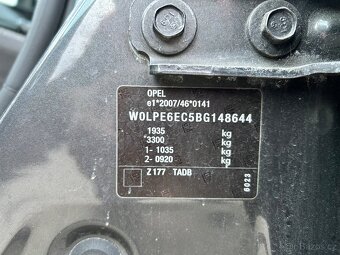 OPEL
e1*2007/46*0141
W0LPE6EC5BG148644
1935 kg
3300 kg
1- 1035 kg
2- 0920 kg
Z177 TADB
6023